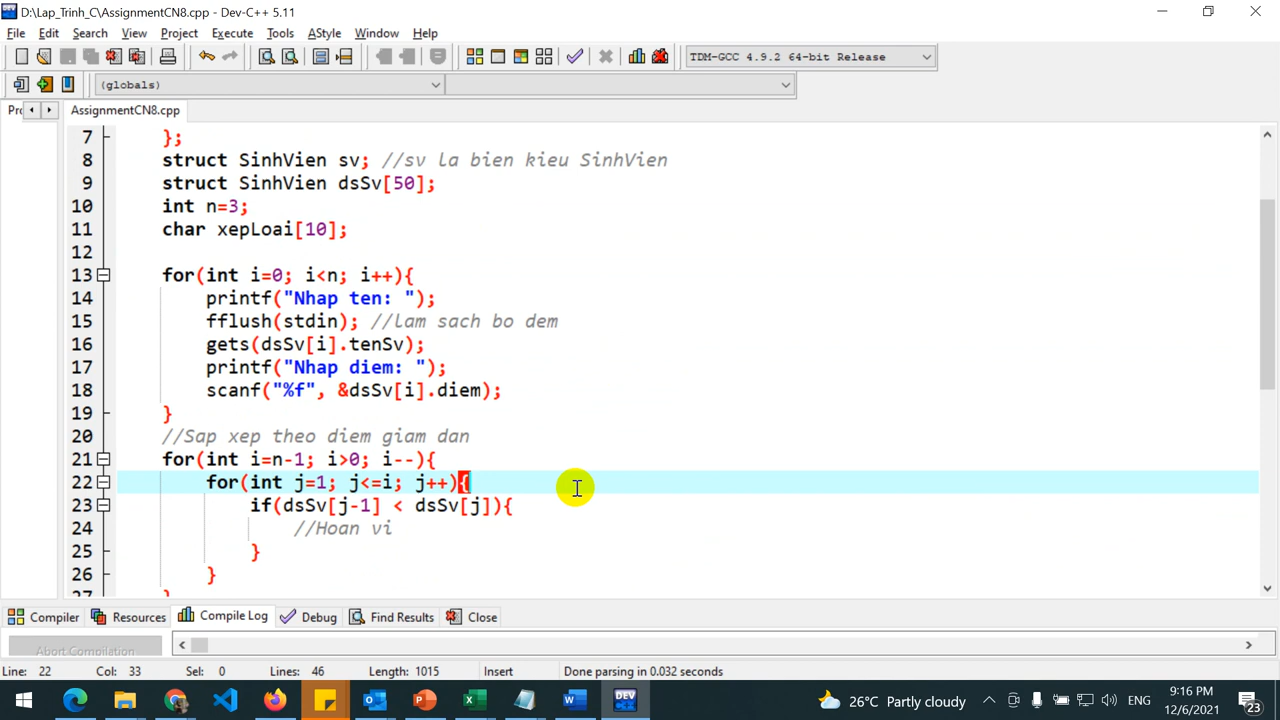 D:\Lap_Trinh_C\AssignmentCN8.cpp - Dev-C++ 5.11
File Edit Search View Project Execute Tools AStyle Window Help
TDM-GCC 4.9.2 64-bit Release
(globals)
Prc AssignmentCN8.cpp
7 };
8 struct SinhVien sv; //sv la bien kieu SinhVien
9 struct SinhVien dsSv[50];
10 int n=3;
11 char xepLoai[10];
12
13 for(int i=0; i<n; i++){
14 printf("Nhap ten: ");
15 fflush(stdin); //lam sach bo dem
16 gets(dsSv[i].tenSv);
17 printf("Nhap diem: ");
18 scanf("%f", &dsSv[i].diem);
19 }
20 //Sap xep theo diem giam dan
21 for(int i=n-1; i>0; i--){
22 for(int j=1; j<=i; j++){
23 if(dsSv[j-1] < dsSv[j]){
24 //Hoan vi
25 }
26 }
27 }
Compiler Resources Compile Log Debug Find Results Close
Abort Compilation
Line: 22 Col: 33 Sel: 0 Lines: 46 Length: 1015 Insert Done parsing in 0.032 seconds
26°C Partly cloudy ENG 9:16 PM
12/6/2021 23